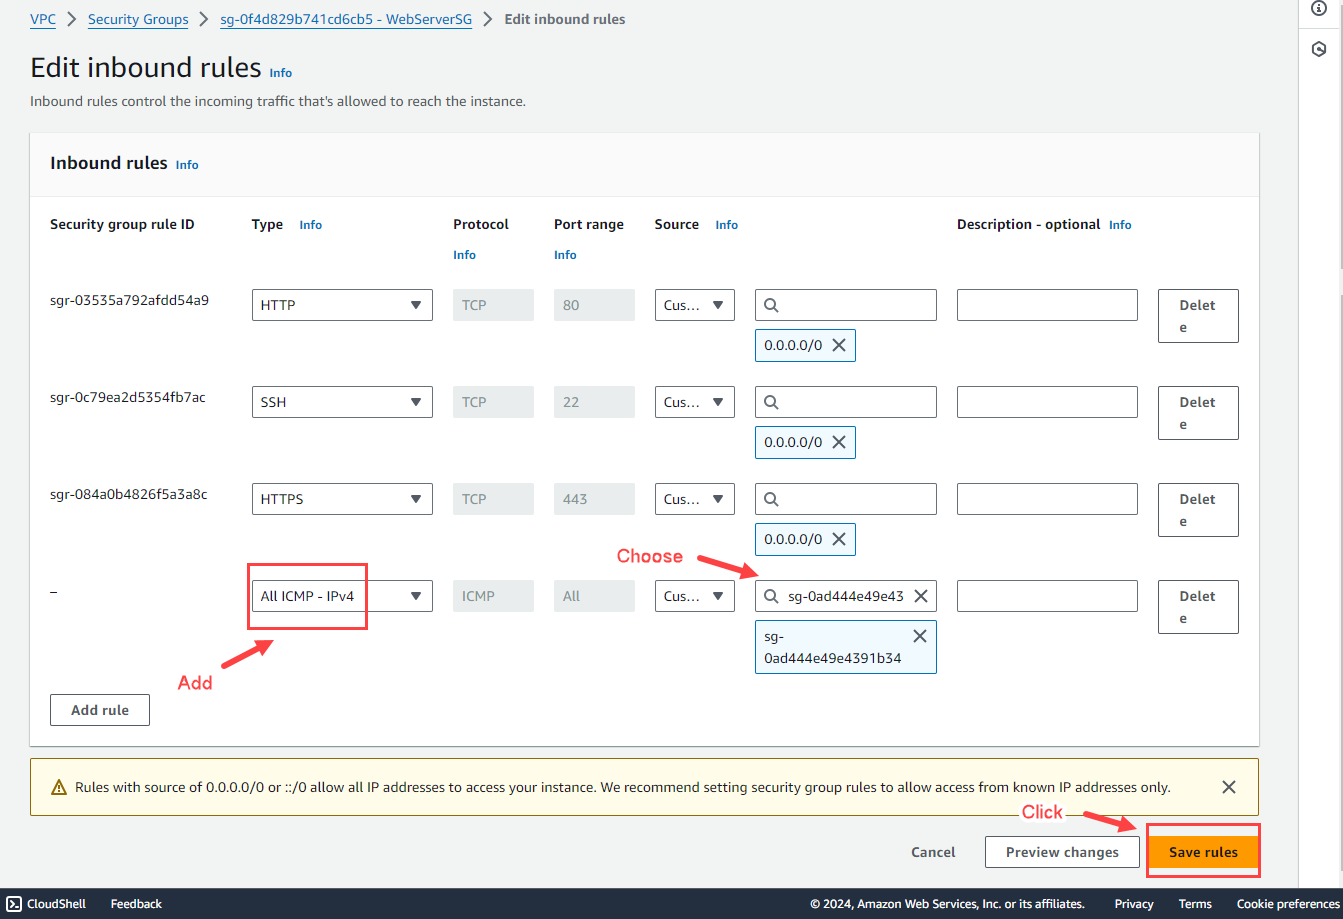 VPC > Security Groups > sg-0f4d829b741cd6cb5 - WebServerSG > Edit inbound rules
Edit inbound rules Info
Inbound rules control the incoming traffic that's allowed to reach the instance.
Inbound rules Info
Security group rule ID Type Info Protocol Info Port range Info Source Info Description - optional Info
sgr-03535a792afdd54a9 HTTP TCP 80 Cus... Delet
e
0.0.0.0/0
sgr-0c79ea2d5354fb7ac SSH TCP 22 Cus... Delet
e
0.0.0.0/0
sgr-084a0b4826f5a3a8c HTTPS TCP 443 Cus... Delet
e
0.0.0.0/0
Choose
– All ICMP - IPv4 ICMP All Cus... sg-0ad444e49e43 Delet
e
sg-
0ad444e49e4391b34
Add
Add rule
Rules with source of 0.0.0.0/0 or ::/0 allow all IP addresses to access your instance. We recommend setting security group rules to allow access from known IP addresses only.
Click
Cancel Preview changes Save rules
CloudShell Feedback © 2024, Amazon Web Services, Inc. or its affiliates. Privacy Terms Cookie preferences